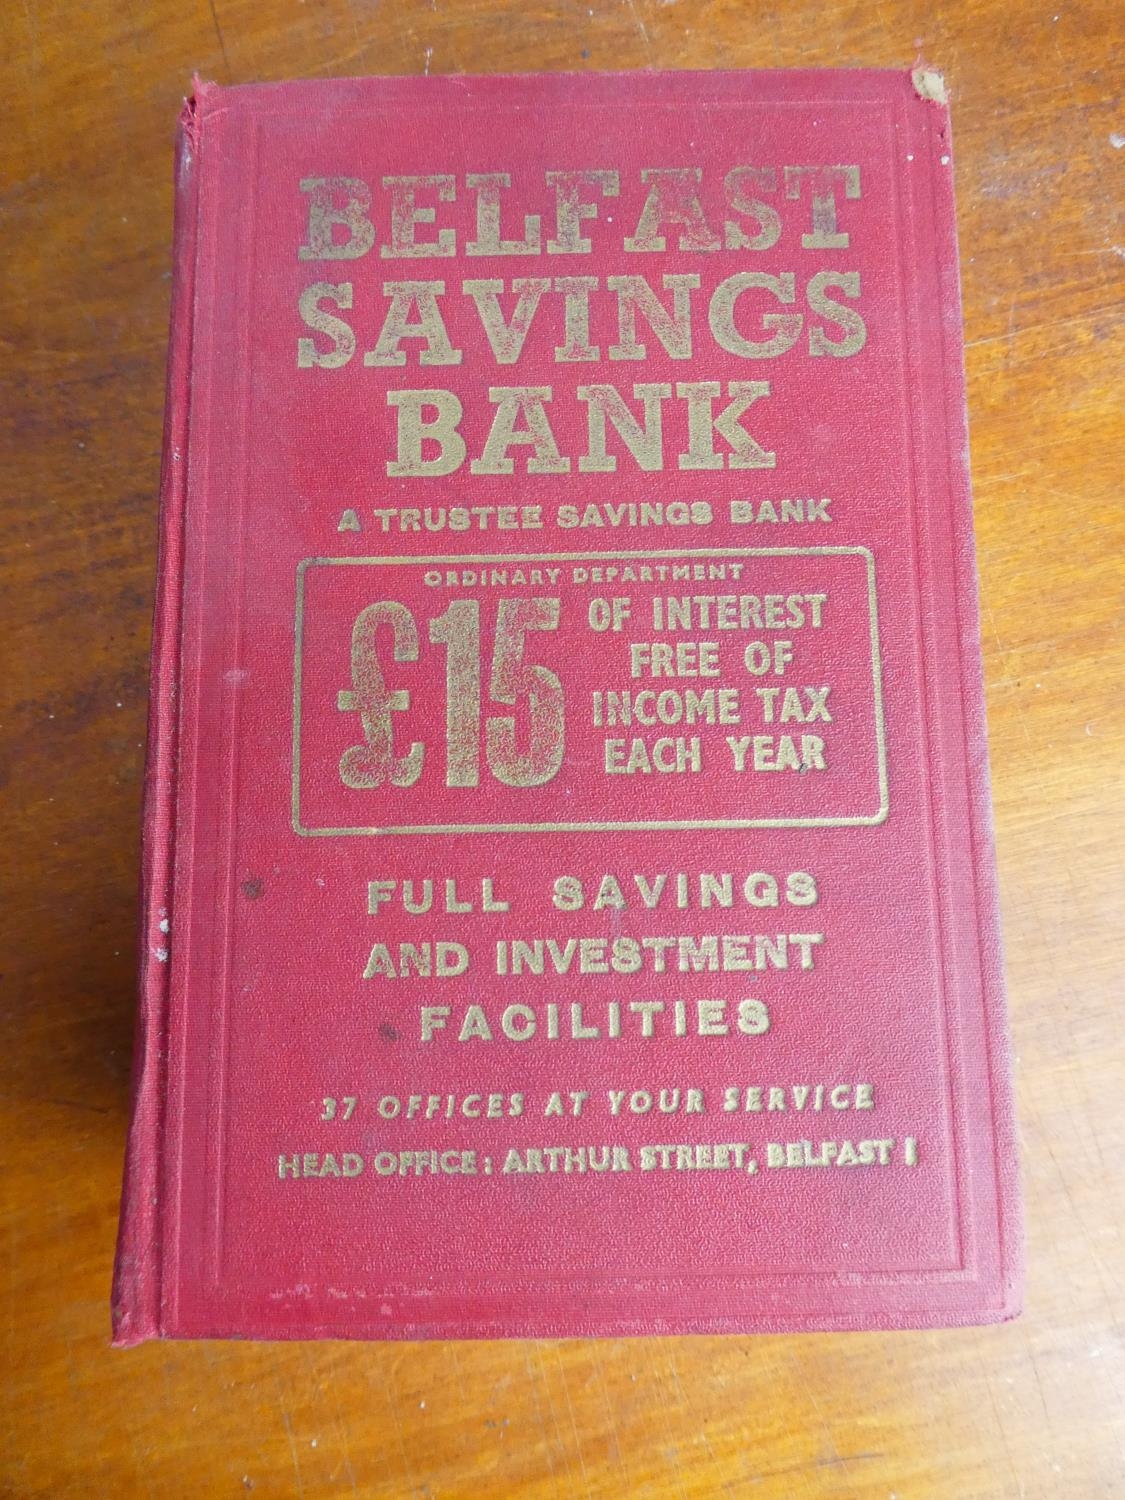 BELFAST
SAVINGS
BANK
A TRUSTEE SAVINGS BANK
ORDINARY DEPARTMENT
£15
OF INTEREST
FREE OF
INCOME TAX
EACH YEAR
FULL SAVINGS
AND INVESTMENT
FACILITIES
37 OFFICES AT YOUR SERVICE
HEAD OFFICE: ARTHUR STREET, BELFAST 1